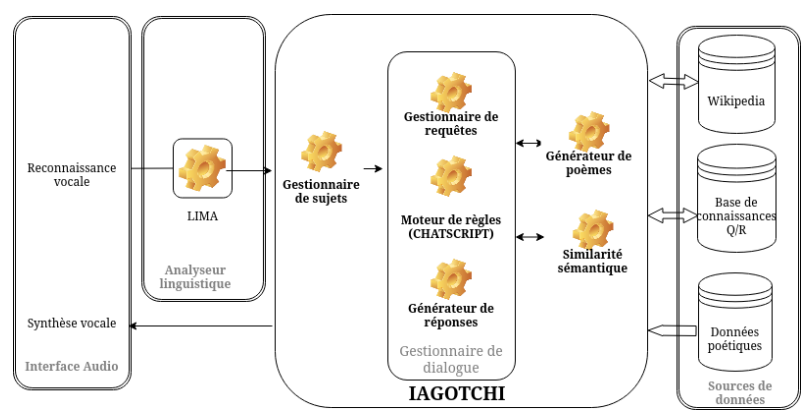 Reconnaissance
vocale
Synthèse vocale
Interface Audio
LIMA
Analyseur
linguistique
Gestionnaire
de sujets
Gestionnaire de
requêtes
Moteur de règles
(CHATSCRIPT)
Générateur de
réponses
Gestionnaire de
dialogue
Générateur de
poèmes
Similarité
sémantique
IAGOTCHI
Wikipedia
Base de
connaissances
Q/R
Données
poétiques
Sources de
données